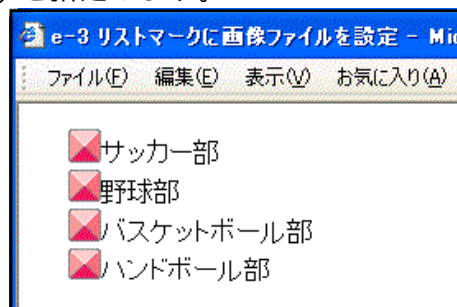 e-3 リストマークに画像ファイルを設定 - Mic
ファイル(F) 編集(E) 表示(V) お気に入り(A)
サッカー部
野球部
バスケットボール部
ハンドボール部